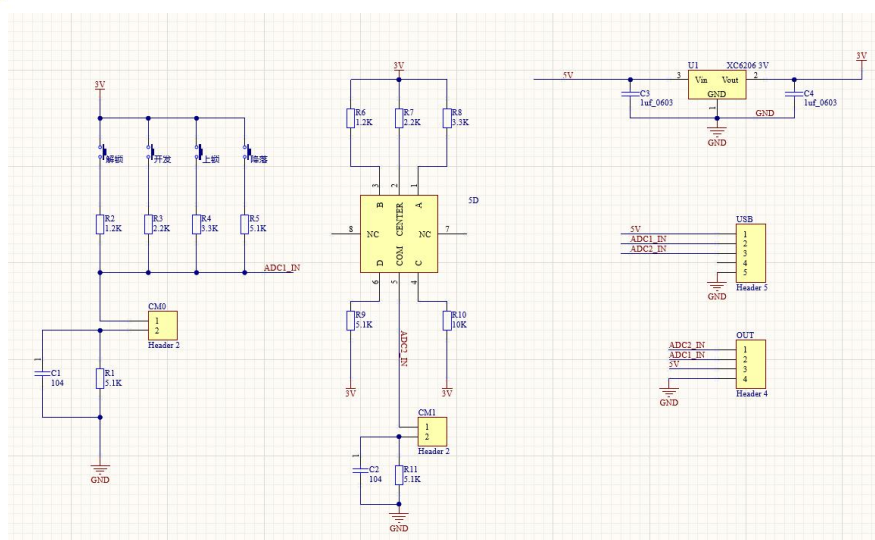 3V
解锁
开发
上锁
降落
R2
1.2K
R3
2.2K
R4
3.3K
R5
5.1K
ADC1_IN
CM0
1
2
Header 2
1
C1
104
R1
5.1K
GND
3V
R6
1.2K
R7
2.2K
R8
3.3K
3
2
1
B
CENTER
A
5D
8
NC
NC
7
D
COM
C
6
5
4
R9
5.1K
R10
10K
ADC2_IN
3V
3V
CM1
1
2
Header 2
1
C2
104
R11
5.1K
GND
U1
XC6206 3V
3V
5V
3
Vin
Vout
2
GND
1
C3
1uf_0603
C4
1uf_0603
GND
GND
USB
5V
1
ADC1_IN
2
ADC2_IN
3
4
5
Header 5
GND
OUT
ADC2_IN
1
ADC1_IN
2
5V
3
4
Header 4
GND